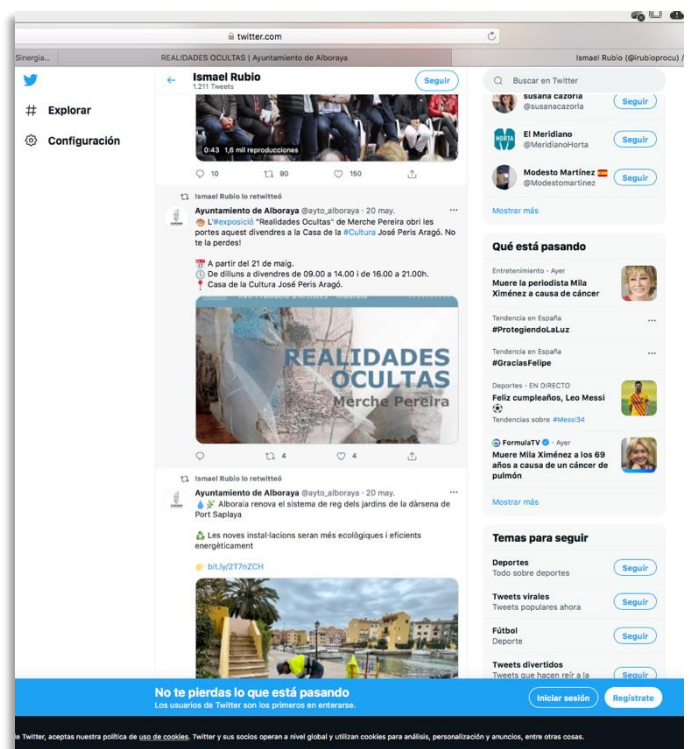 twitter.com
Sinergia...
REALIDADES OCULTAS | Ayuntamiento de Alboraya
Ismael Rubio (@irubioprocu) /
Explorar
Configuración
Ismael Rubio
1.211 Tweets
Seguir
0:43 1,6 mil reproducciones
10 90 150
Ismael Rubio lo retwitteó
Ayuntamiento de Alboraya @ayto_alboraya · 20 may.
L'#exposició "Realidades Ocultas" de Merche Pereira obri les
portes aquest divendres a la Casa de la #Cultura José Peris Aragó. No
te la perdes!
A partir del 21 de maig.
De dilluns a divendres de 09.00 a 14.00 i de 16.00 a 21.00h.
Casa de la Cultura José Peris Aragó.
REALIDADES
OCULTAS
Merche Pereira
4 4
Ismael Rubio lo retwitteó
Ayuntamiento de Alboraya @ayto_alboraya · 20 may.
Alboraia renova el sistema de reg dels jardins de la dàrsena de
Port Saplaya
Les noves instal·lacions seran més ecològiques i eficients
energèticament
bit.ly/2T7nZCH
Buscar en Twitter
susana cazorla
@susanacazorla
Seguir
HORTA
El Meridiano
@MeridianoHorta
Seguir
Modesto Martínez
@Modestomartinez
Seguir
Mostrar más
Qué está pasando
Entretenimiento · Ayer
Muere la periodista Mila
Ximénez a causa de cáncer
Tendencia en España
#ProtegiendoLaLuz
Tendencia en España
#GraciasFelipe
Deportes · EN DIRECTO
Feliz cumpleaños, Leo Messi
Tendencias sobre #Messi34
FormulaTV · Ayer
Muere Mila Ximénez a los 69
años a causa de un cáncer de
pulmón
Mostrar más
Temas para seguir
Deportes
Todo sobre deportes
Seguir
Tweets virales
Tweets populares ahora
Seguir
Fútbol
Deporte
Seguir
Tweets divertidos
Tweets que hacen reír a la
Seguir
No te pierdas lo que está pasando
Los usuarios de Twitter son los primeros en enterarse.
Iniciar sesión
Regístrate
de Twitter, aceptas nuestra política de uso de cookies. Twitter y sus socios operan a nivel global y utilizan cookies para análisis, personalización y anuncios, entre otras cosas.